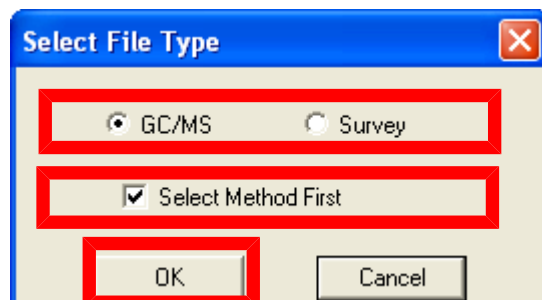 Select File Type
GC/MS Survey
Select Method First
OK Cancel